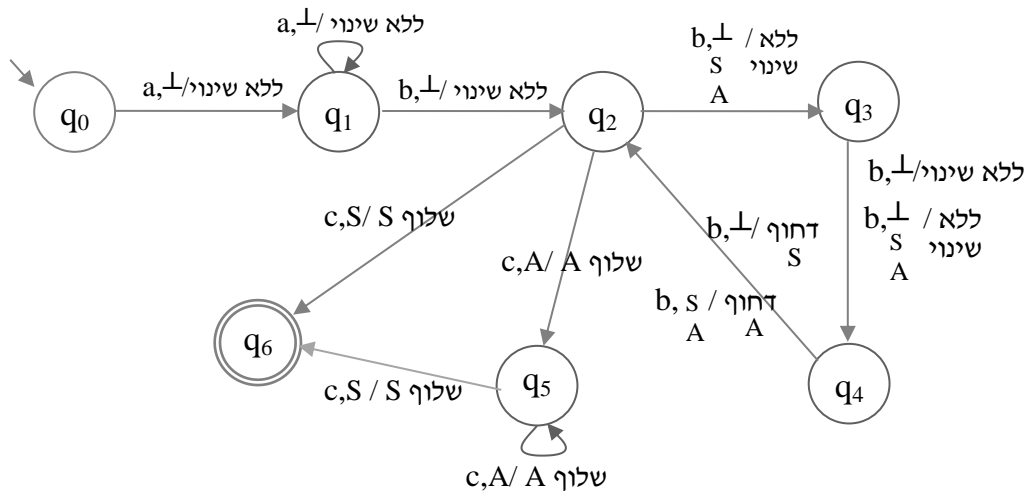 a,⊥/ ללא שינוי
a,⊥/ללא שינוי
b,⊥/ ללא שינוי
b,⊥ / ללא
S שינוי
A
q0
q1
q2
q3
b,⊥/ללא שינוי
b,⊥ / ללא
S שינוי
A
c,S/ S שלוף
b,⊥/ דחוף
S
c,A/ A שלוף
b, S / דחוף
A A
q6
q5
q4
c,S / S שלוף
c,A/ A שלוף